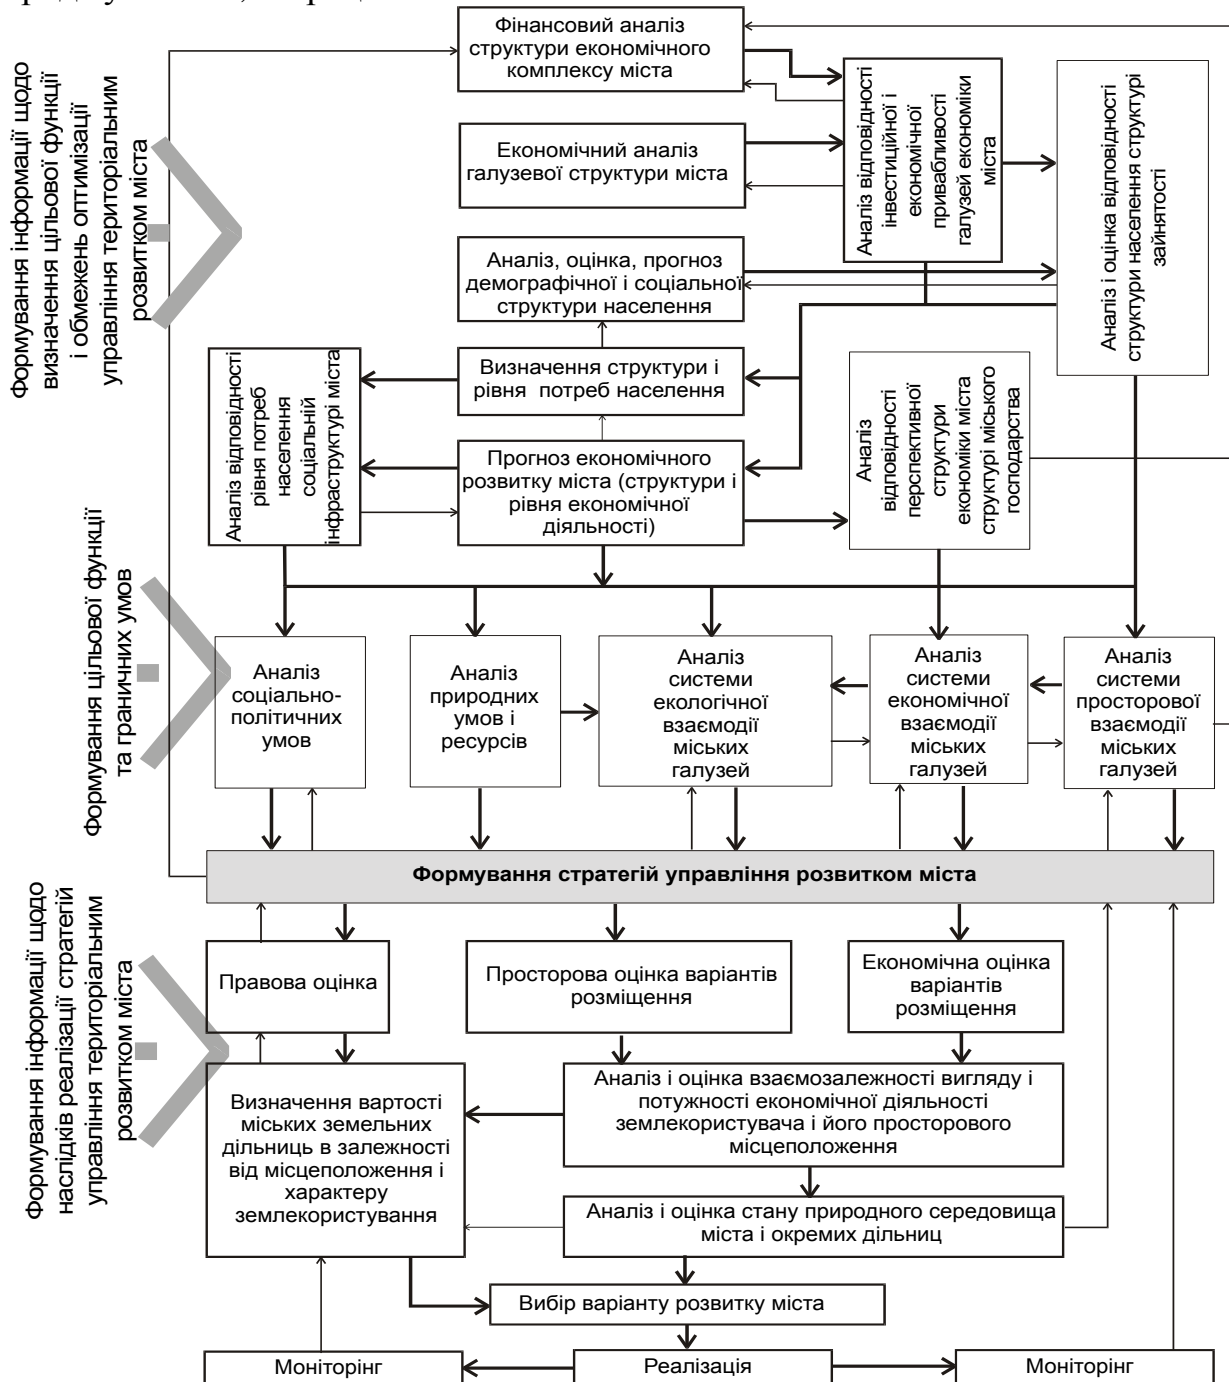 Фінансовий аналіз
структури економічного
комплексу міста
Економічний аналіз
галузевої структури міста
Аналіз відповідності
інвестиційної і
економічної
привабливості
галузей економіки
міста
Аналіз і оцінка відповідності
структури населення структурі
зайнятості
Формування інформації щодо
визначення цільової функції
і обмежень оптимізації
управління територіальним
розвитком міста
Аналіз, оцінка, прогноз
демографічної і соціальної
структури населення
Аналіз відповідності
рівня потреб
населення
соціальній
інфраструктурі міста
Визначення структури і
рівня потреб населення
Прогноз економічного
розвитку міста (структури і
рівня економічної
діяльності)
Аналіз
відповідності
перспективної
структури
економіки міста
структурі міського
господарства
Формування цільової функції
та граничних умов
Аналіз
соціально-
політичних
умов
Аналіз
природних
умов і
ресурсів
Аналіз
системи
екологічної
взаємодії
міських
галузей
Аналіз
системи
економічної
взаємодії
міських
галузей
Аналіз
системи
просторової
взаємодії
міських
галузей
Формування стратегій управління розвитком міста
Формування інформації щодо
наслідків реалізації стратегій
управління територіальним
розвитком міста
Правова оцінка
Просторова оцінка варіантів
розміщення
Економічна оцінка
варіантів
розміщення
Визначення вартості
міських земельних
дільниць в залежності
від місцеположення і
характеру
землекористування
Аналіз і оцінка взаємозалежності вигляду і
потужності економічної діяльності
землекористувача і його просторового
місцеположення
Аналіз і оцінка стану природного середовища
міста і окремих дільниц
Вибір варіанту розвитку міста
Моніторінг
Реалізація
Моніторінг